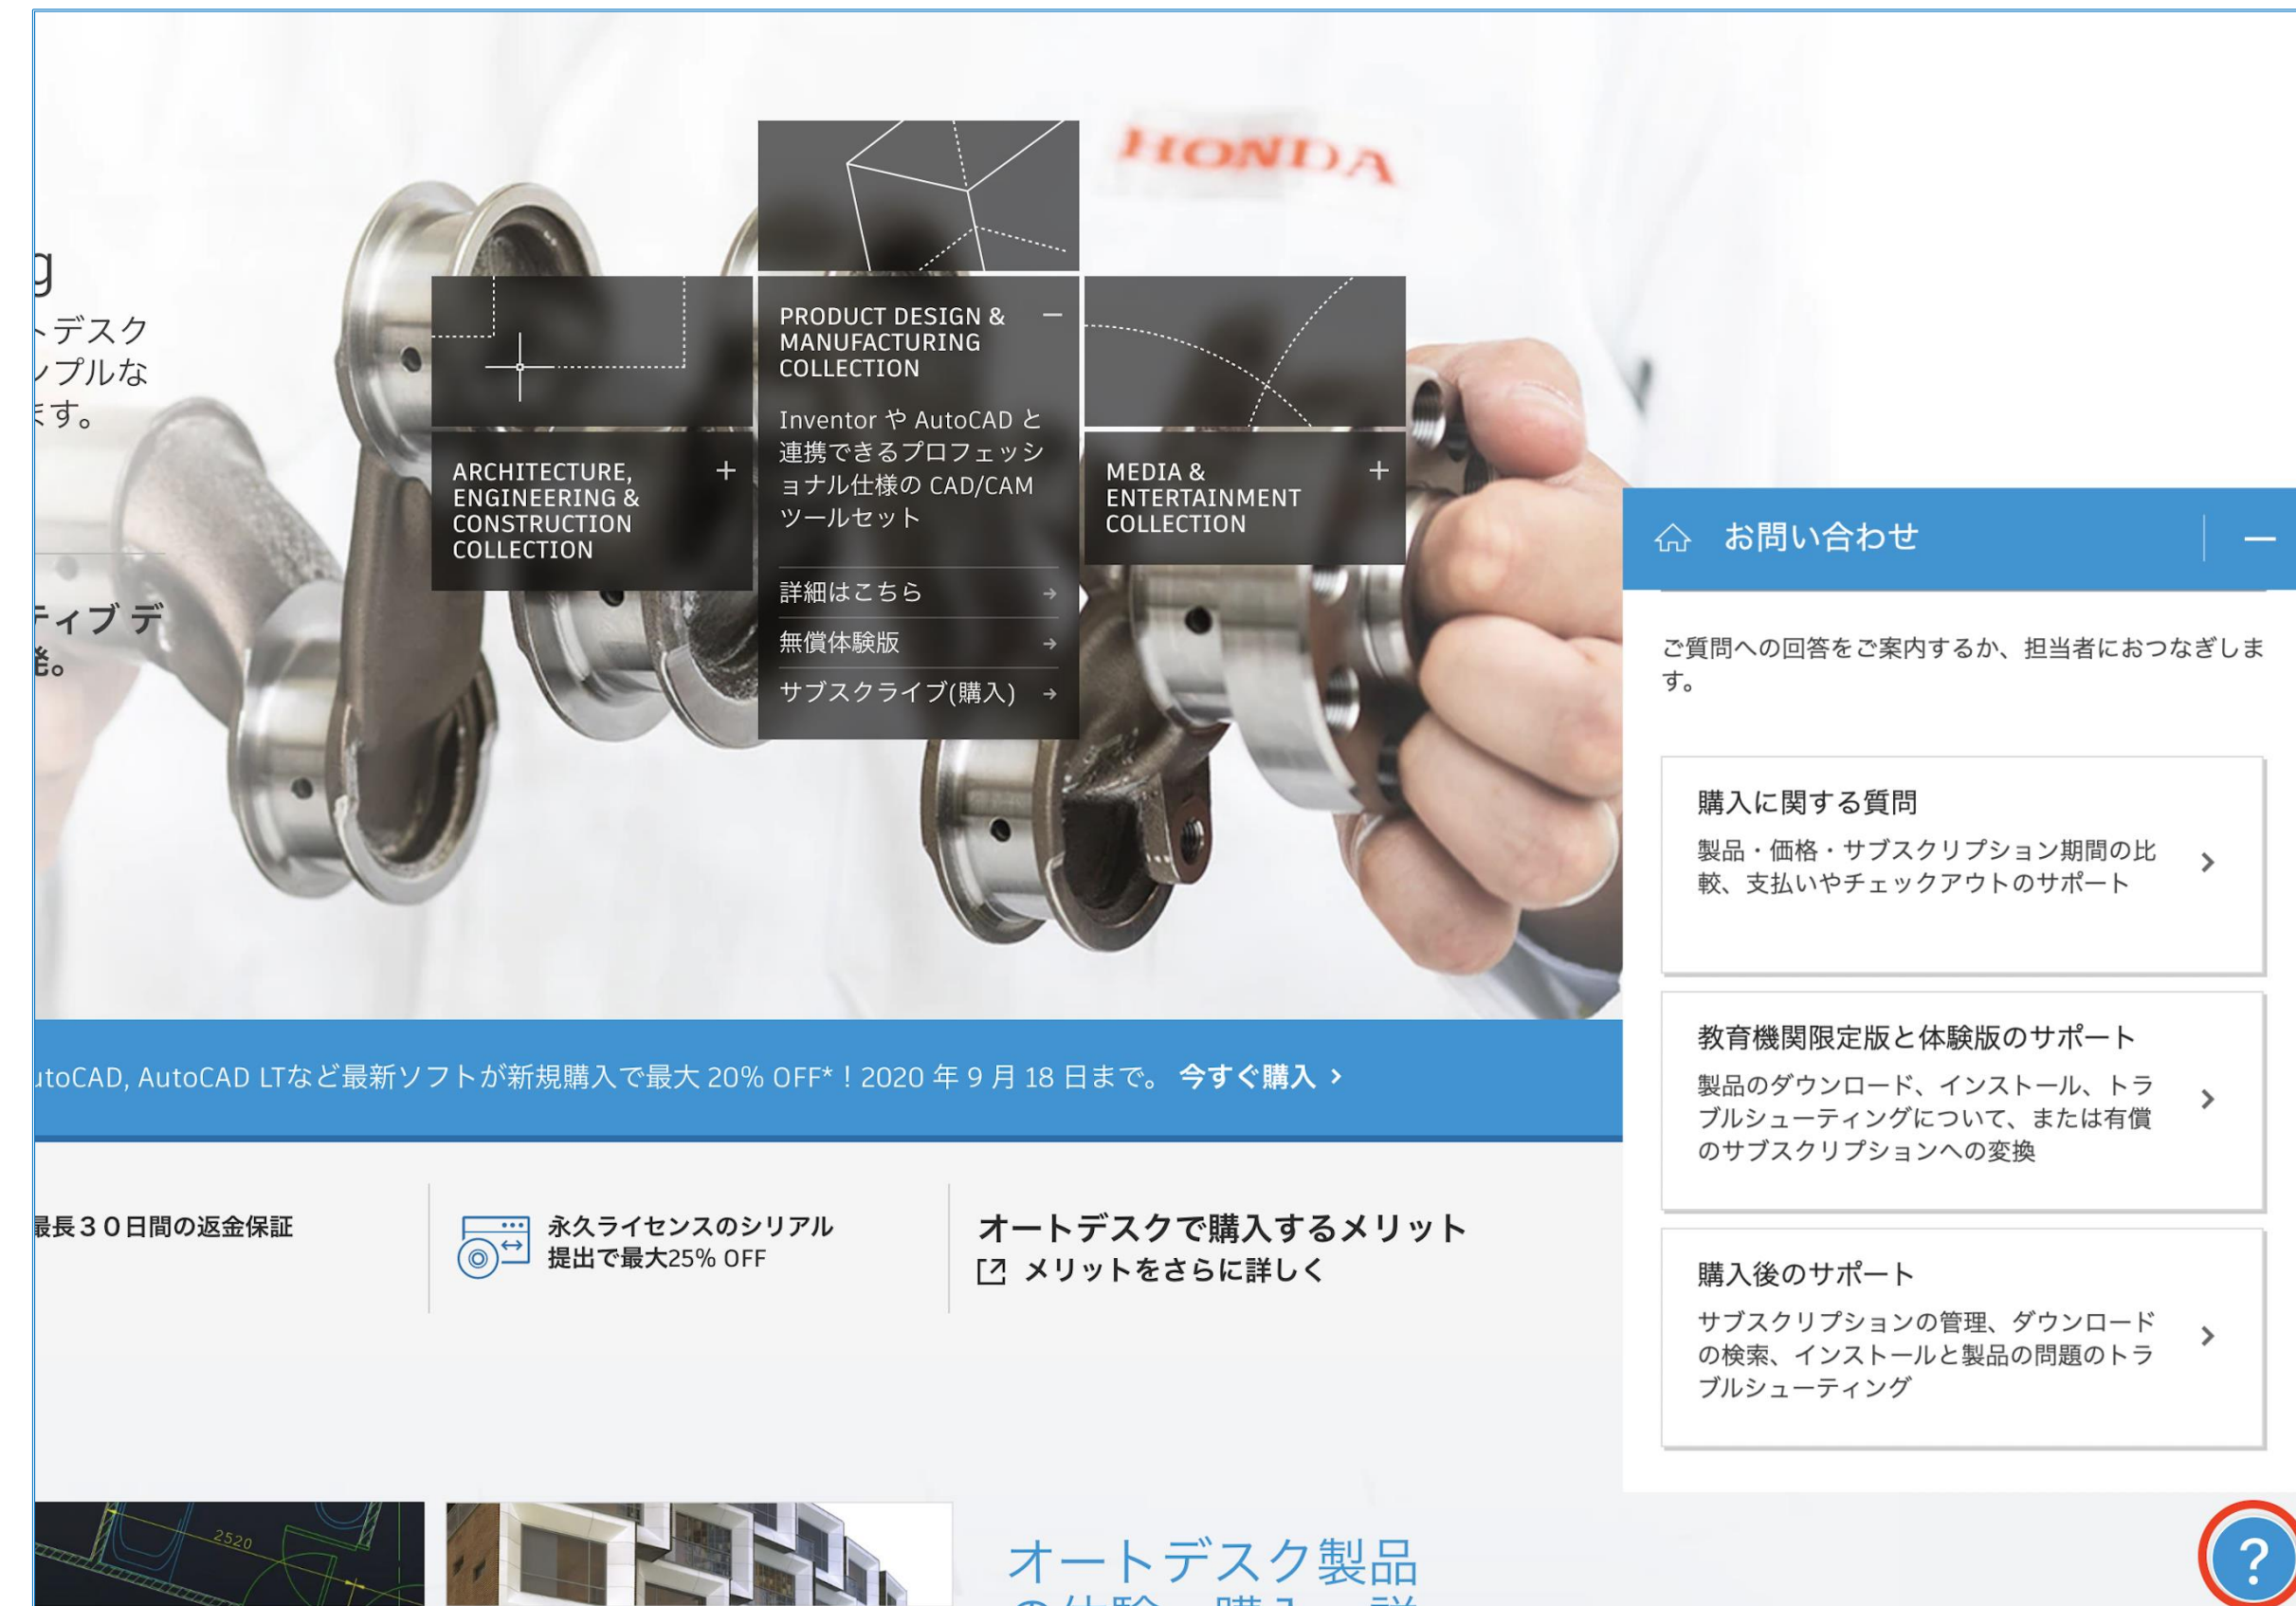 HONDA
g
トデスク
ンプルな
ます。
ティブ デ
発。
ARCHITECTURE,
ENGINEERING &
CONSTRUCTION
COLLECTION
+
PRODUCT DESIGN &
MANUFACTURING
COLLECTION
−
Inventor や AutoCAD と
連携できるプロフェッシ
ョナル仕様の CAD/CAM
ツールセット
詳細はこちら →
無償体験版 →
サブスクライブ(購入) →
MEDIA &
ENTERTAINMENT
COLLECTION
+
utoCAD, AutoCAD LTなど最新ソフトが新規購入で最大 20% OFF*！2020 年 9 月 18 日まで。 今すぐ購入 ›
最長３０日間の返金保証
永久ライセンスのシリアル
提出で最大25% OFF
オートデスクで購入するメリット
メリットをさらに詳しく
2520
オートデスク製品
の体験、購入、詳
お問い合わせ
ご質問への回答をご案内するか、担当者におつなぎしま
す。
購入に関する質問
製品・価格・サブスクリプション期間の比
較、支払いやチェックアウトのサポート
教育機関限定版と体験版のサポート
製品のダウンロード、インストール、トラ
ブルシューティングについて、または有償
のサブスクリプションへの変換
購入後のサポート
サブスクリプションの管理、ダウンロード
の検索、インストールと製品の問題のトラ
ブルシューティング
?